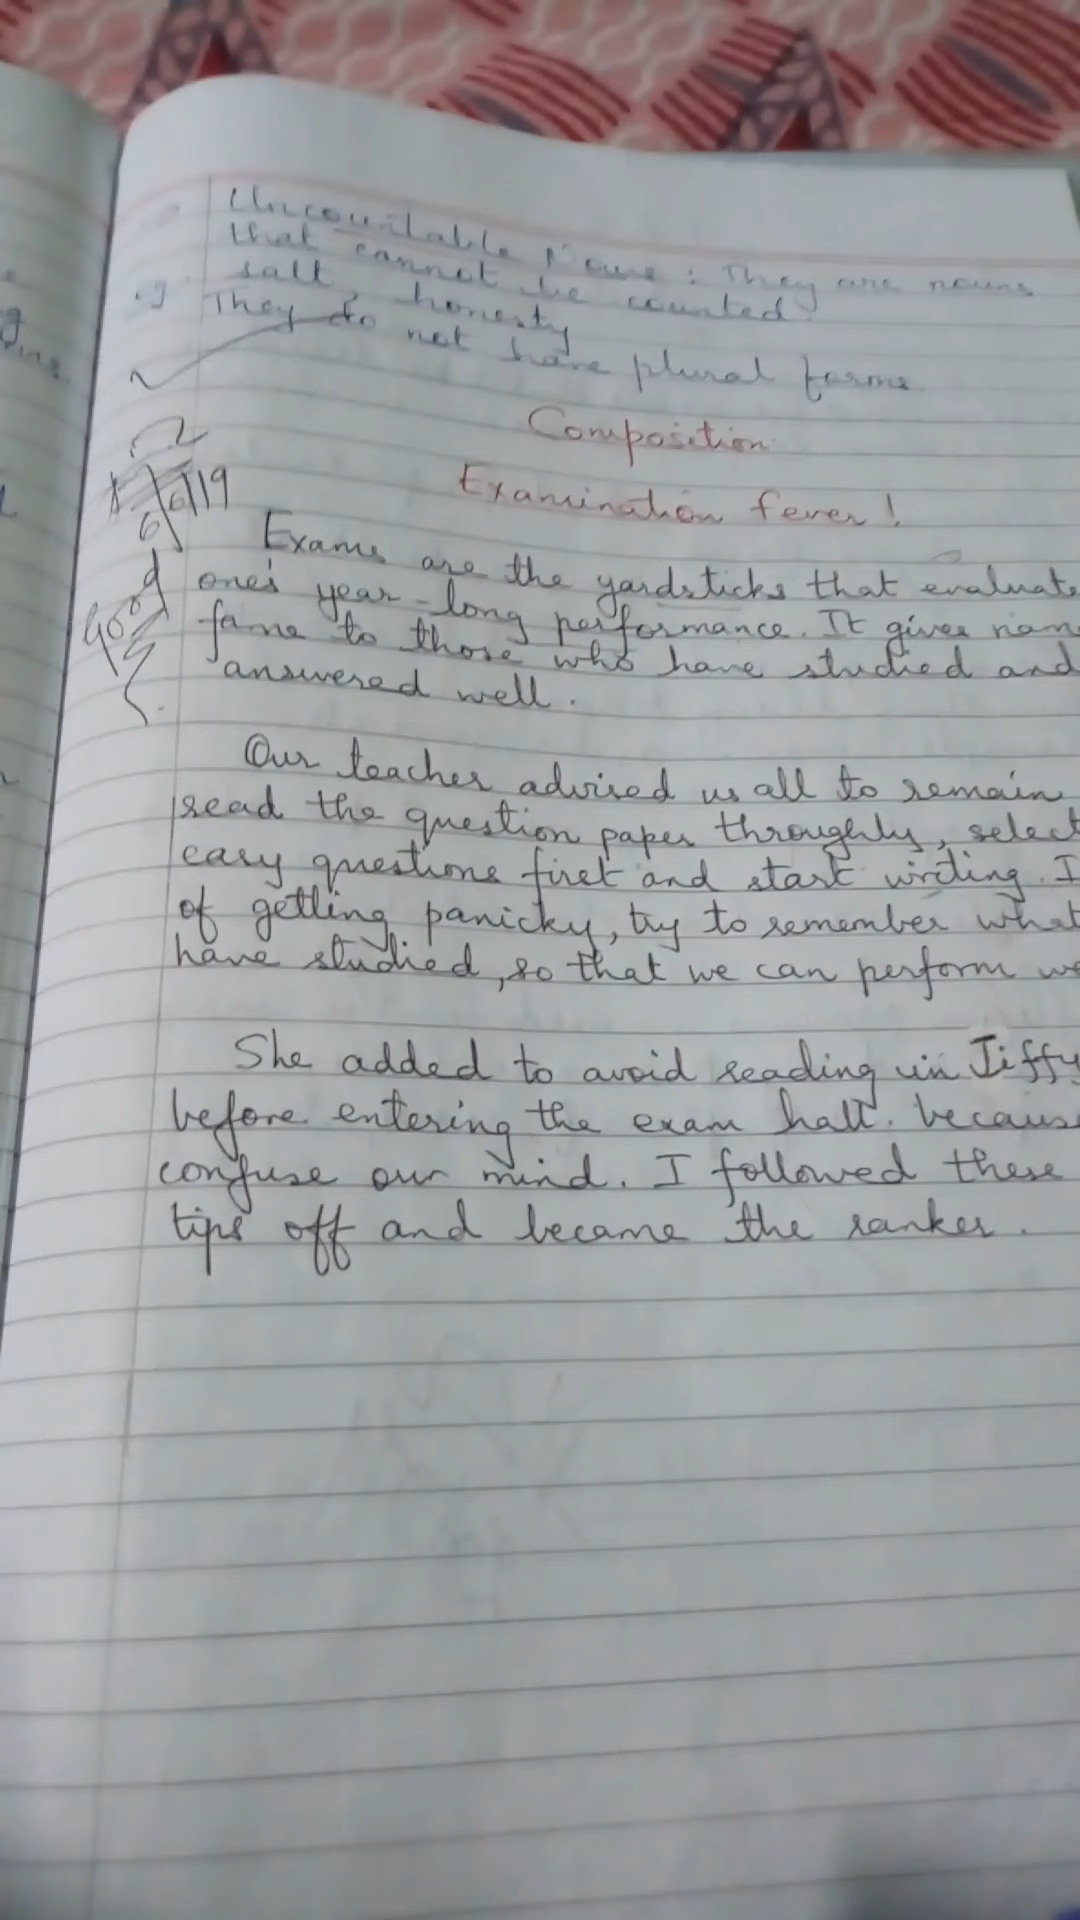 Uncountable Nouns : They are nouns
that cannot be counted.
eg. salt, honesty
They do not have plural forms.
Composition
Examination fever!
6/6/19
Good
Exams are the yardsticks that evaluate
one's year-long performance. It gives nam
fame to those who have studied and
answered well.
Our teacher advised us all to remain
read the question paper throughly, select
easy questions first and start writing. I
of getting panicky, try to remember what
have studied, so that we can perform we
She added to avoid reading in Jiffy
before entering the exam hall. because
confuse our mind. I followed these
tips off and became the ranker.